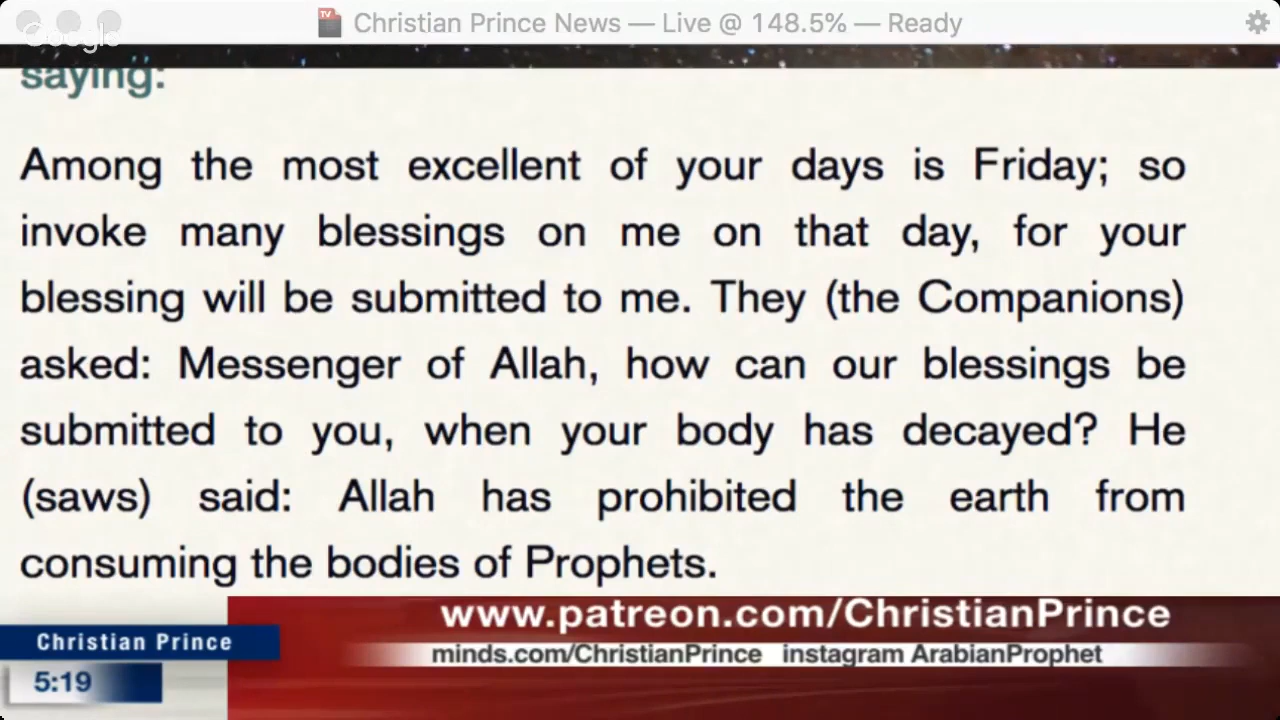 Christian Prince News — Live @ 148.5% — Ready
Google
saying:
Among the most excellent of your days is Friday; so
invoke many blessings on me on that day, for your
blessing will be submitted to me. They (the Companions)
asked: Messenger of Allah, how can our blessings be
submitted to you, when your body has decayed? He
(saws) said: Allah has prohibited the earth from
consuming the bodies of Prophets.
www.patreon.com/ChristianPrince
Christian Prince
minds.com/ChristianPrince instagram ArabianProphet
5:19